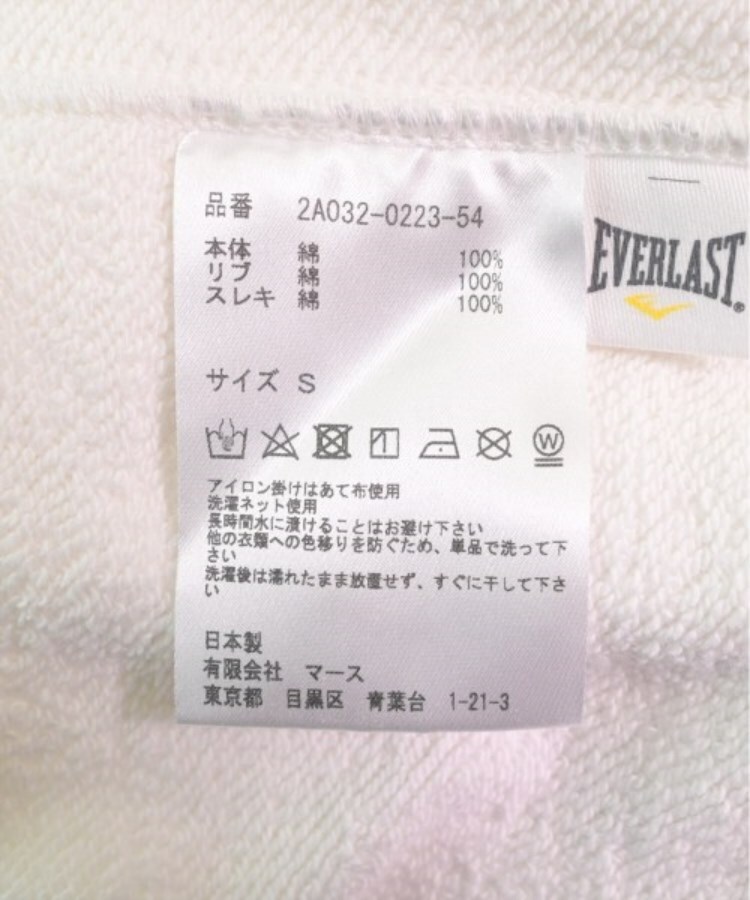 品番 2A032-0223-54
本体 綿 100%
リブ 綿 100%
スレキ 綿 100%
サイズ S
W
アイロン掛けはあて布使用
洗濯ネット使用
長時間水に漬けることはお避け下さい
他の衣類への色移りを防ぐため、単品で洗って下
さい
洗濯後は濡れたまま放置せず、すぐに干して下さ
い
日本製
有限会社 マース
東京都 目黒区 青葉台 1-21-3
EVERLAST®